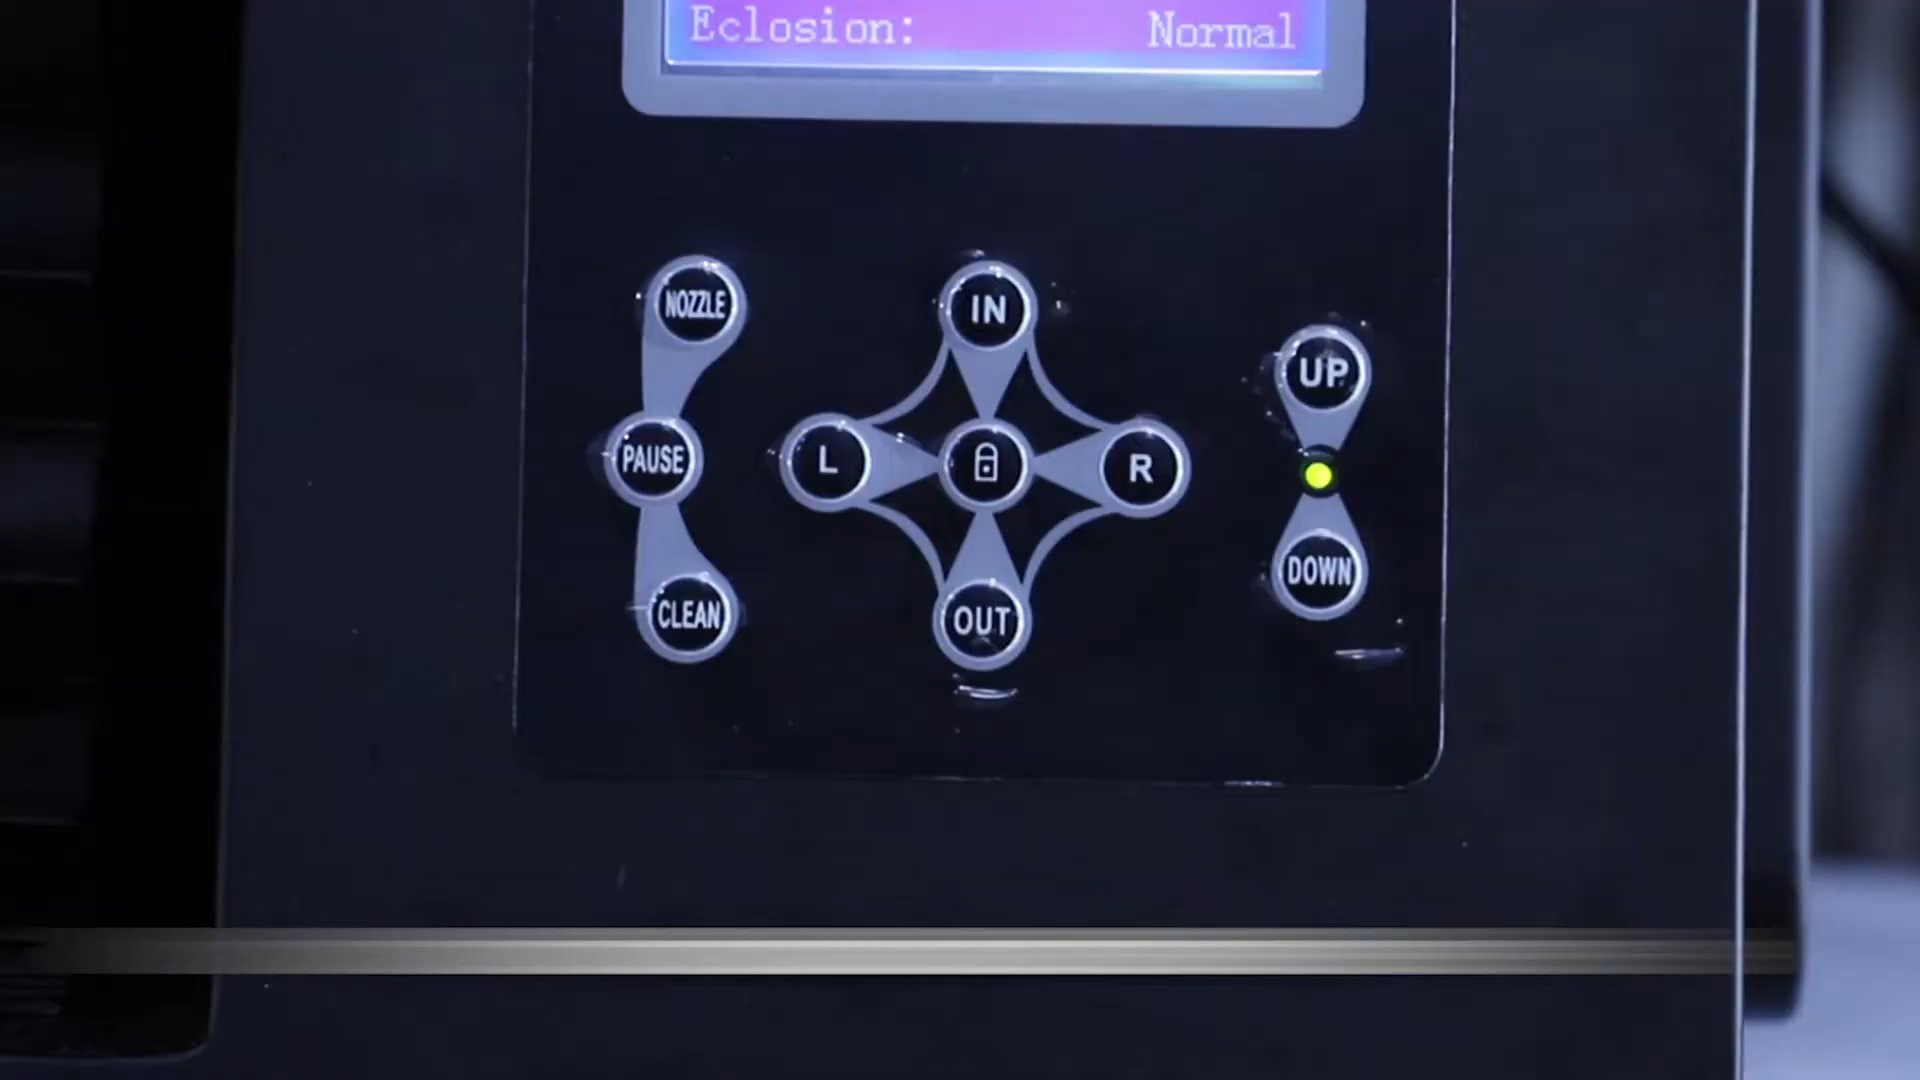 Eclosion: Normal
NOZZLE
IN
UP
PAUSE
L
R
DOWN
CLEAN
OUT